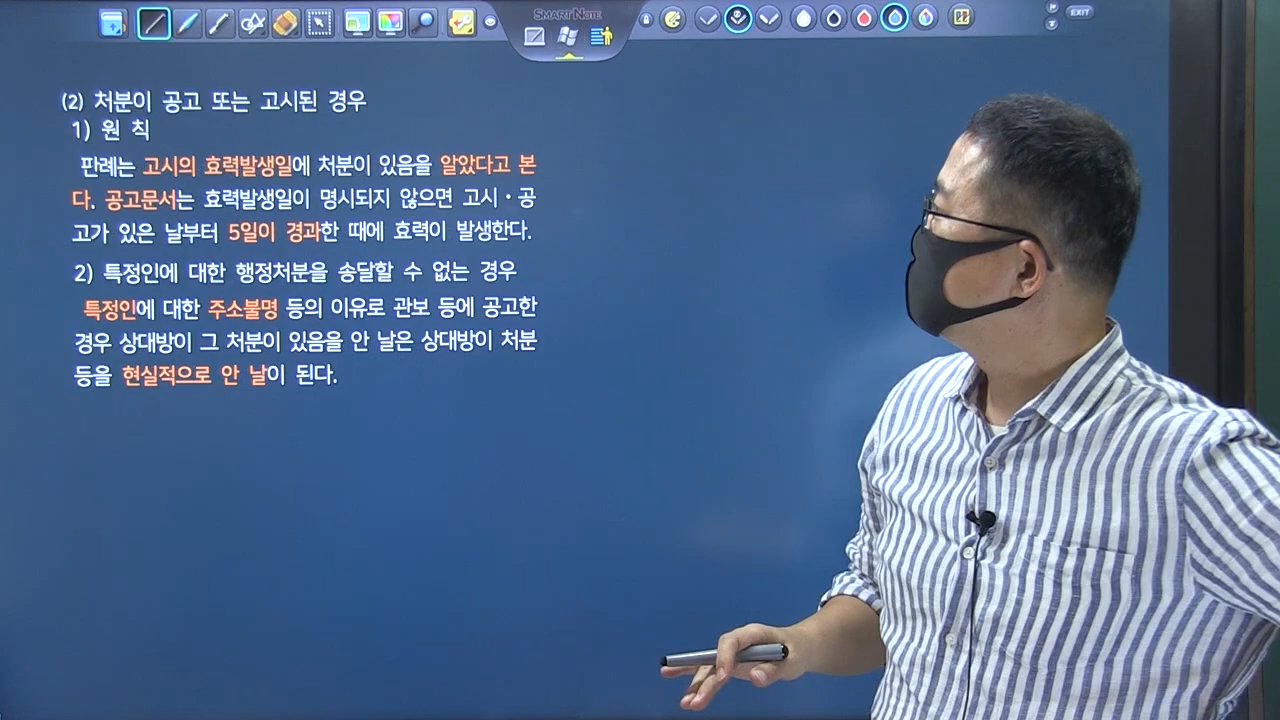 SMARTNOTE
EXIT
(2) 처분이 공고 또는 고시된 경우
1) 원 칙
판례는 고시의 효력발생일에 처분이 있음을 알았다고 본
다. 공고문서는 효력발생일이 명시되지 않으면 고시·공
고가 있은 날부터 5일이 경과한 때에 효력이 발생한다.
2) 특정인에 대한 행정처분을 송달할 수 없는 경우
특정인에 대한 주소불명 등의 이유로 관보 등에 공고한
경우 상대방이 그 처분이 있음을 안 날은 상대방이 처분
등을 현실적으로 안 날이 된다.